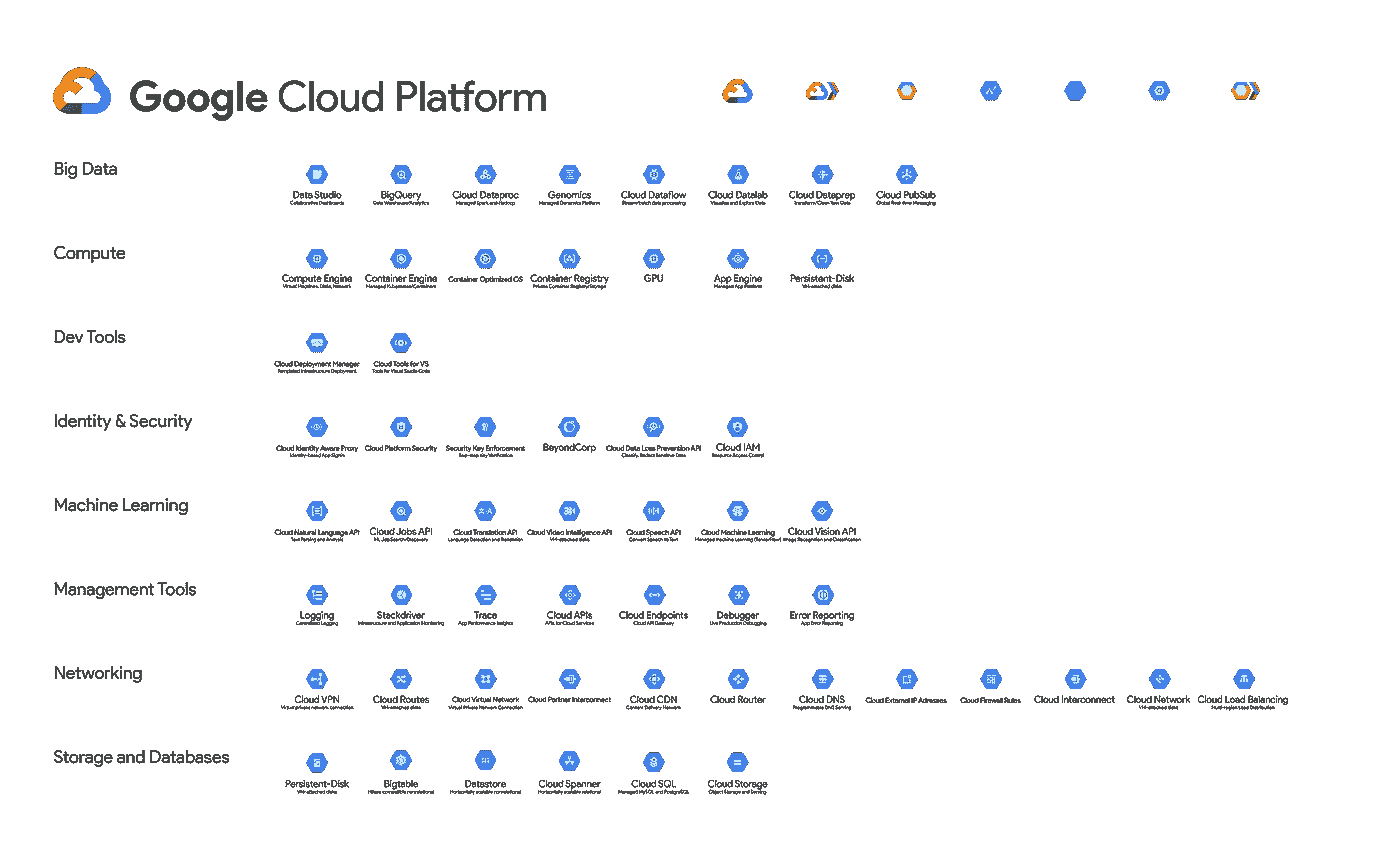 Google Cloud Platform
Big Data
Data Studio BigQuery Cloud Dataproc Genomics Cloud Dataflow Cloud Datalab Cloud Dataprep Cloud PubSub
Collaborative Dashboards Data Warehouse/Analytics Managed Spark and Hadoop Managed Genomics Platform Stream/batch data processing Visualize and Explore Data Global Real-time Messaging
Compute
Compute Engine Container Engine Container Optimized OS Container Registry GPU App Engine Persistent-Disk
Virtual Machines, Disks, Network Managed Kubernetes/Containers Private Container Registry/Storage Managed App Platform VM-attached disks
Dev Tools
Cloud Deployment Manager Cloud Tools for VS
Templated Infrastructure Deployment Tools for Visual Studio Code
Identity & Security
Cloud Identity Aware Proxy Cloud Platform Security Security Key Enforcement BeyondCorp Cloud Data Loss Prevention API Cloud IAM
Identity-based App Signin Two-step Key Verification Classify, Redact Sensitive Data Resource Access Control
Machine Learning
Cloud Natural Language API Cloud Jobs API Cloud Translation API Cloud Video Intelligence API Cloud Speech API Cloud Machine Learning Cloud Vision API
Text Parsing and Analysis ML Job Search/Discovery Language Detection and Translation VM-attached disks Convert Speech to Text Managed Machine Learning (TensorFlow) Image Recognition and Classification
Management Tools
Logging Stackdriver Trace Cloud APIs Cloud Endpoints Debugger Error Reporting
Centralized Logging Infrastructure and Application Monitoring App Performance Insights APIs for Cloud Services Cloud API Gateway Live Production Debugging App Error Reporting
Networking
Cloud VPN Cloud Routes Cloud Virtual Network Cloud Partner Interconnect Cloud CDN Cloud Router Cloud DNS Cloud External IP Adresses Cloud Firewall Rules Cloud Interconnect Cloud Network Cloud Load Balancing
Virtual private network connection VM-attached disks Virtual Private Network Connection Content Delivery Network Programmable DNS Serving VM-attached disks Multi-region Load Distribution
Storage and Databases
Persistent-Disk Bigtable Datastore Cloud Spanner Cloud SQL Cloud Storage
VM-attached disks HBase compatible nonrelational Horizontally scalable nonrelational Horizontally scalable relational Managed MySQL and PostgreSQL Object Storage and Serving